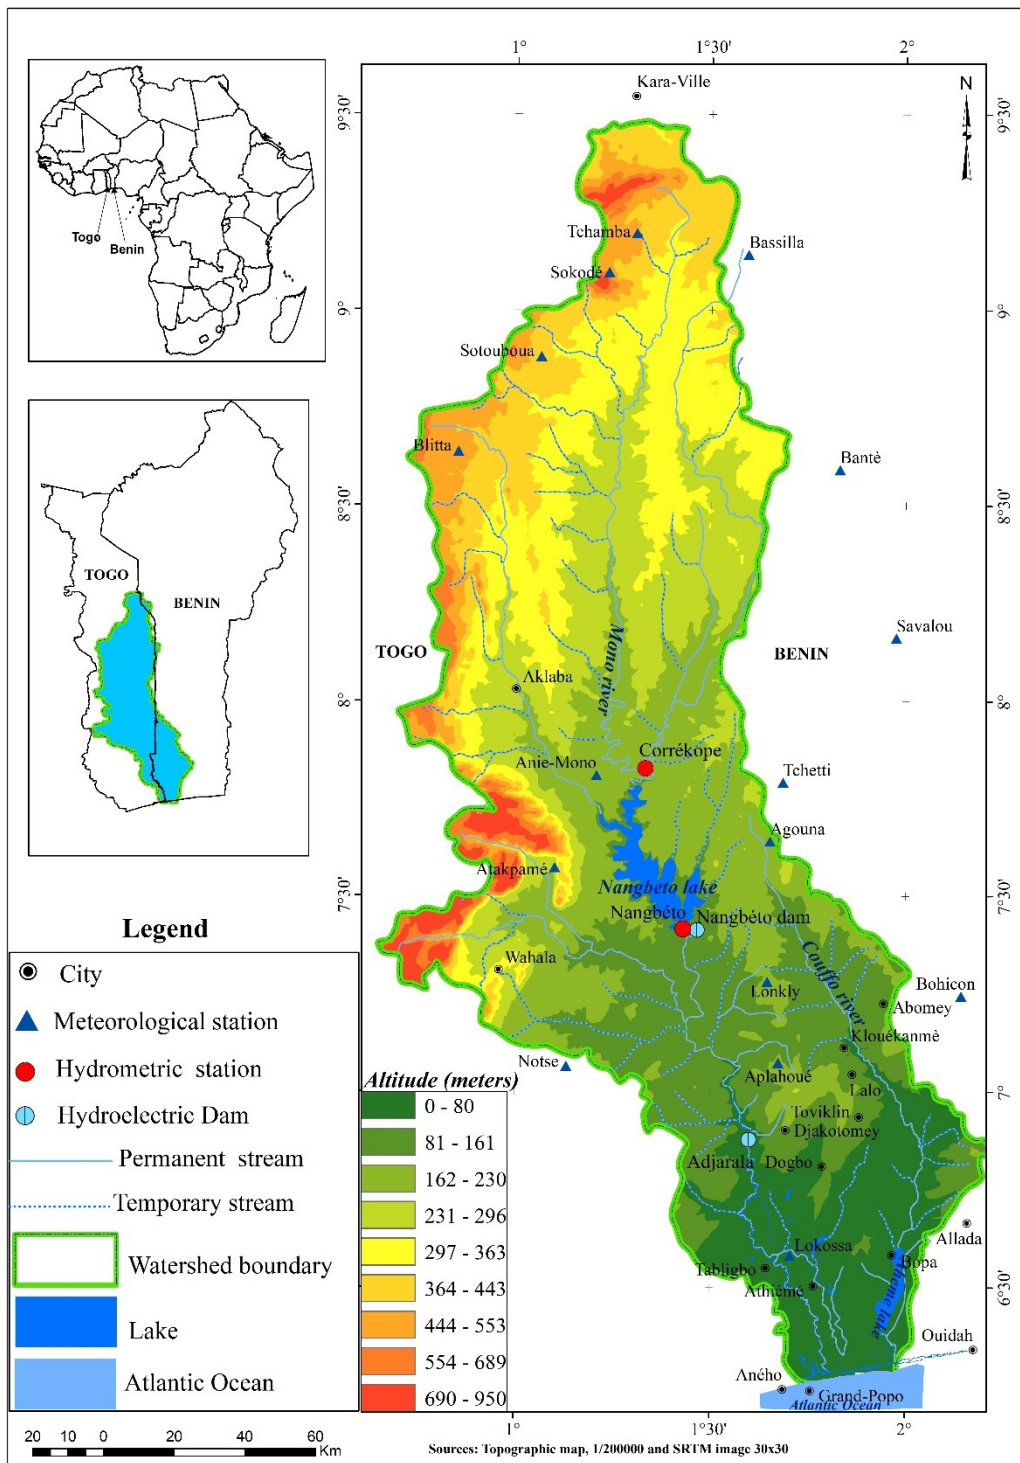 Togo
Benin
TOGO
BENIN
1°
1°30'
2°
N
Kara-Ville
9°30'
9°30'
Tchamba
Bassilla
Sokodé
9°
9°
Sotouboua
Blitta
Bantè
8°30'
8°30'
Savalou
TOGO
Mono river
BENIN
Aklaba
8°
8°
Corrékope
Anie-Mono
Tchetti
Agouna
Atakpamé
Nangbeto lake
7°30'
7°30'
Nangbéto
Nangbéto dam
Wahala
Couffo river
Lonkly
Bohicon
Abomey
Klouékanmè
Notse
Aplahoué
Lalo
7°
7°
Toviklin
Djakotomey
Adjarala
Dogbo
Allada
Lokossa
Bopa
Tabligbo
Athiémé
Aheme lake
6°30'
6°30'
Ouidah
Aného
Grand-Popo
Atlantic Ocean
1°
1°30'
2°
Legend
City
Meteorological station
Hydrometric station
Hydroelectric Dam
Permanent stream
Temporary stream
Watershed boundary
Lake
Atlantic Ocean
Altitude (meters)
0 - 80
81 - 161
162 - 230
231 - 296
297 - 363
364 - 443
444 - 553
554 - 689
690 - 950
20 10 0 20 40 60
Km
Sources: Topographic map, 1/200000 and SRTM image 30x30